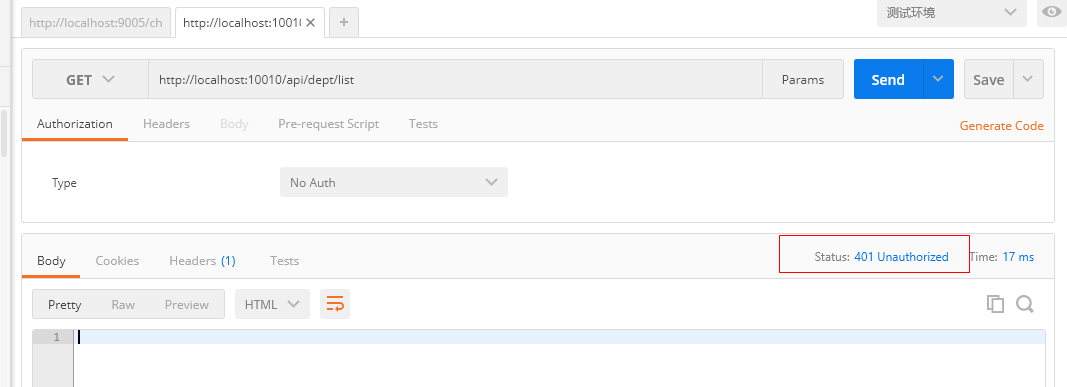 http://localhost:9005/ch http://localhost:1001 × + 测试环境
GET http://localhost:10010/api/dept/list Params Send Save
Authorization Headers Body Pre-request Script Tests Generate Code
Type No Auth
Body Cookies Headers (1) Tests Status: 401 Unauthorized Time: 17 ms
Pretty Raw Preview HTML
1